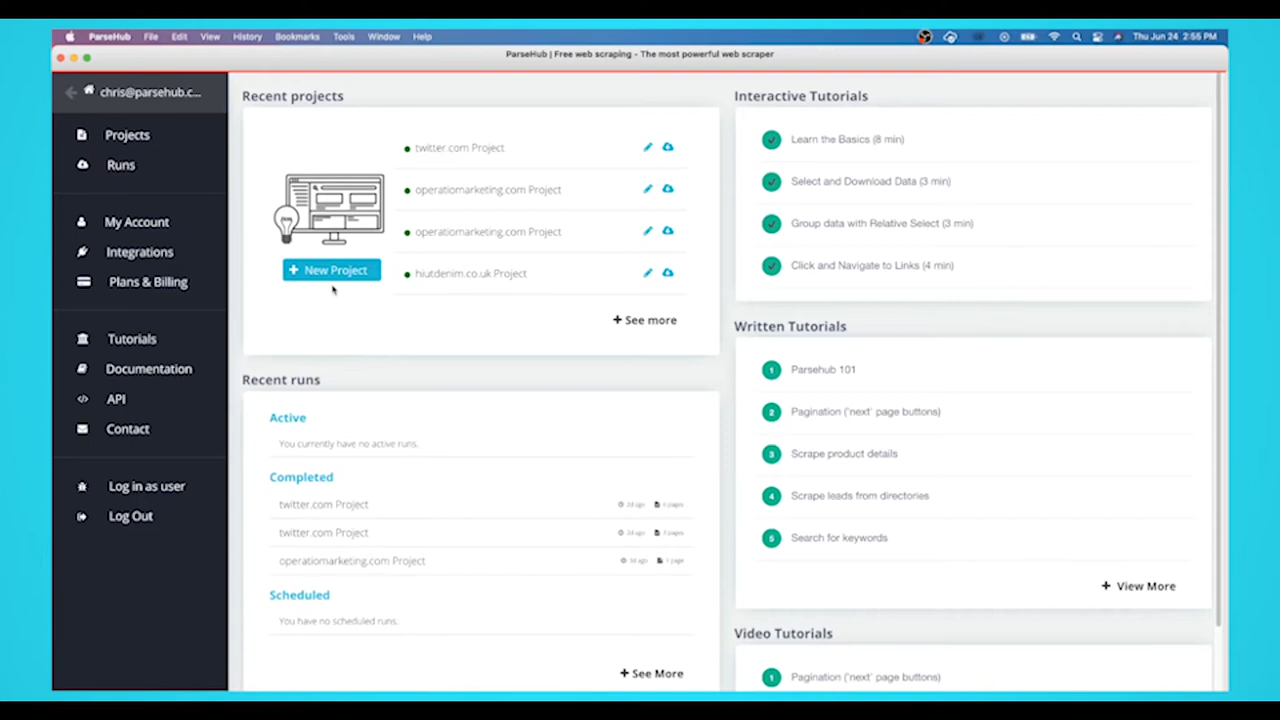 ParseHub File Edit View History Bookmarks Tools Window Help
Thu Jun 24 2:55 PM
ParseHub | Free web scraping - The most powerful web scraper
chris@parsehub.c...
Projects
Runs
My Account
Integrations
Plans & Billing
Tutorials
Documentation
API
Contact
Log in as user
Log Out
Recent projects
New Project
twitter.com Project
operatiomarketing.com Project
operatiomarketing.com Project
hiutdenim.co.uk Project
+ See more
Recent runs
Active
You currently have no active runs.
Completed
twitter.com Project
twitter.com Project
operatiomarketing.com Project
Scheduled
You have no scheduled runs.
+ See More
Interactive Tutorials
Learn the Basics (8 min)
Select and Download Data (3 min)
Group data with Relative Select (3 min)
Click and Navigate to Links (4 min)
Written Tutorials
1 Parsehub 101
2 Pagination ('next' page buttons)
3 Scrape product details
4 Scrape leads from directories
5 Search for keywords
+ View More
Video Tutorials
1 Pagination ('next' page buttons)